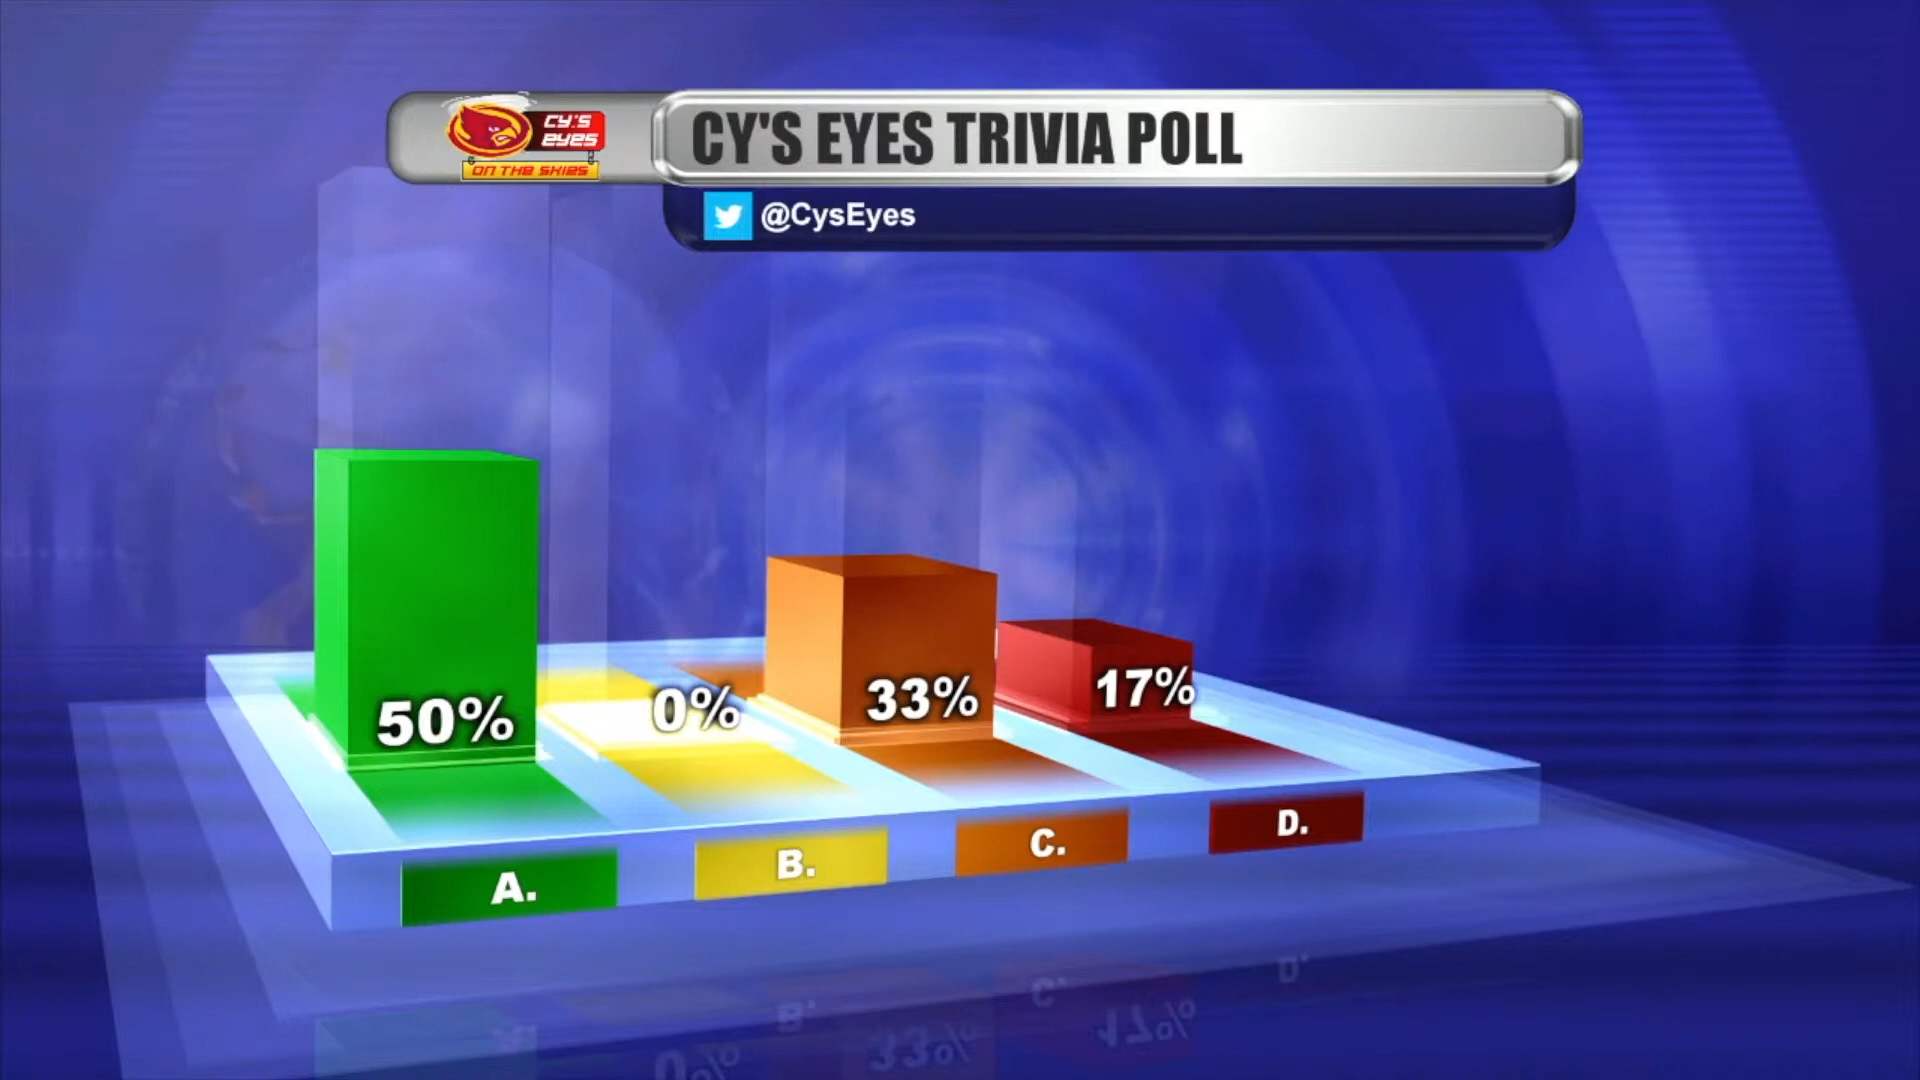 CY'S
EYES
ON THE SKIES
CY'S EYES TRIVIA POLL
@CysEyes
50%
0%
33%
17%
A.
B.
C.
D.